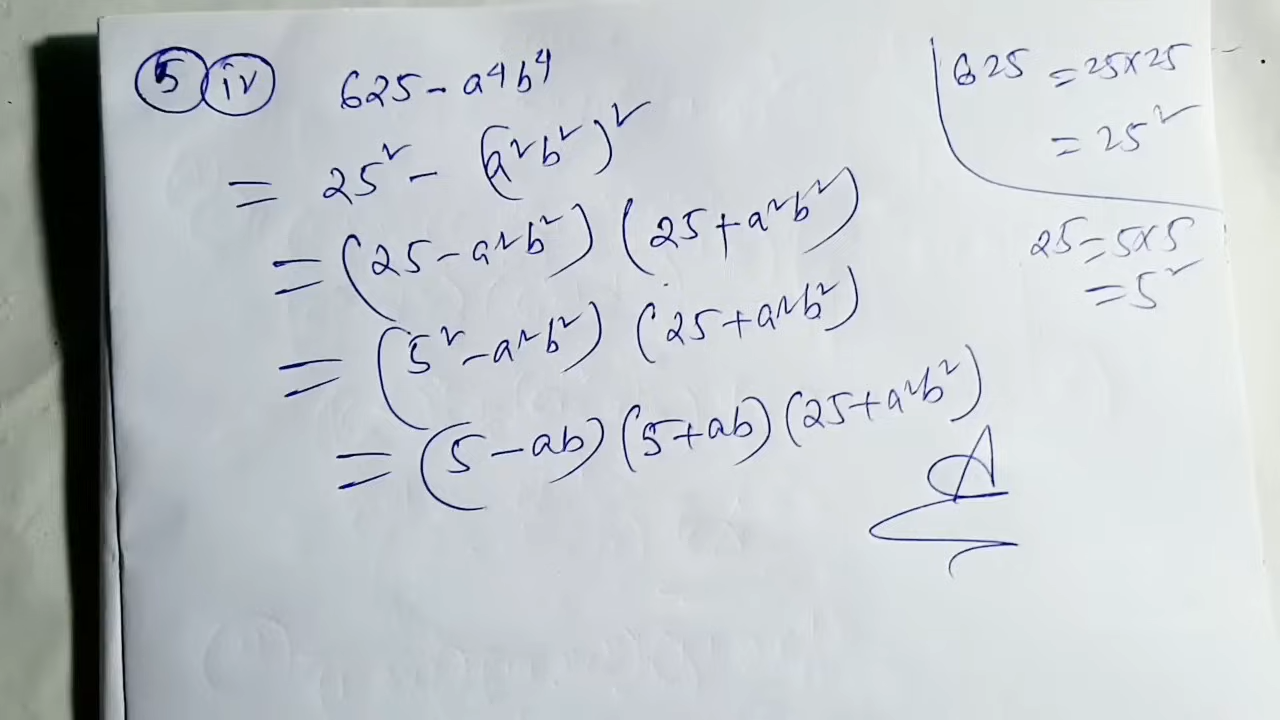 5 iv 625 - a⁴b⁴
= 25² - (a²b²)²
= (25 - a²b²) (25 + a²b²)
= (5² - a²b²) (25 + a²b²)
= (5 - ab) (5 + ab) (25 + a²b²)
625 = 25 × 25
= 25²
25 = 5 × 5
= 5²